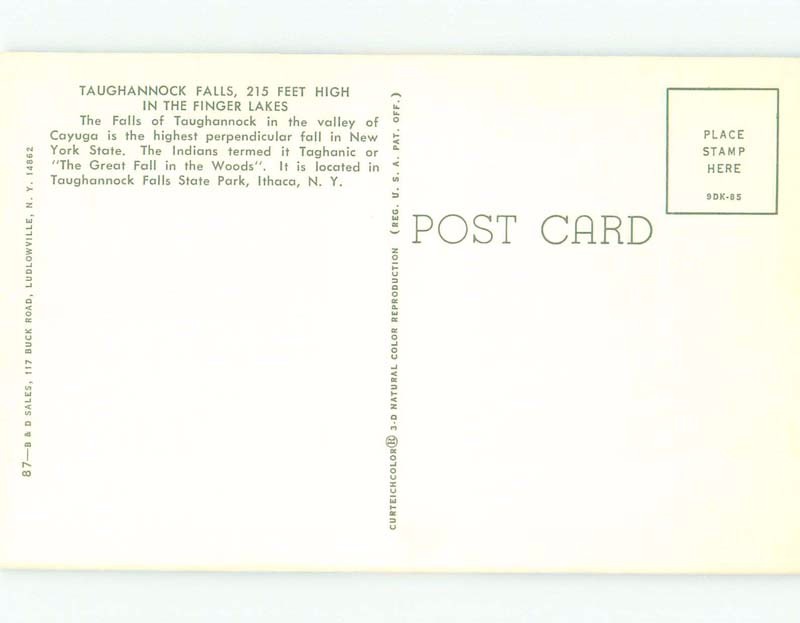 TAUGHANNOCK FALLS, 215 FEET HIGH
IN THE FINGER LAKES
The Falls of Taughannock in the valley of
Cayuga is the highest perpendicular fall in New
York State. The Indians termed it Taghanic or
"The Great Fall in the Woods". It is located in
Taughannock Falls State Park, Ithaca, N. Y.
87—B & D SALES, 117 BUCK ROAD, LUDLOWVILLE, N. Y. 14862
CURTEICHCOLOR® 3-D NATURAL COLOR REPRODUCTION (REG. U. S. A. PAT. OFF.)
POST CARD
PLACE
STAMP
HERE
9DK-85